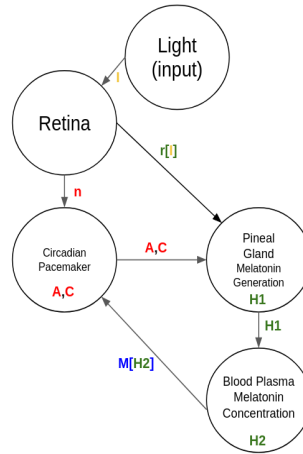 Light
(input)
I
Retina
r[I]
n
Circadian
Pacemaker
A,C
A,C
Pineal
Gland
Melatonin
Generation
H1
H1
M[H2]
Blood Plasma
Melatonin
Concentration
H2